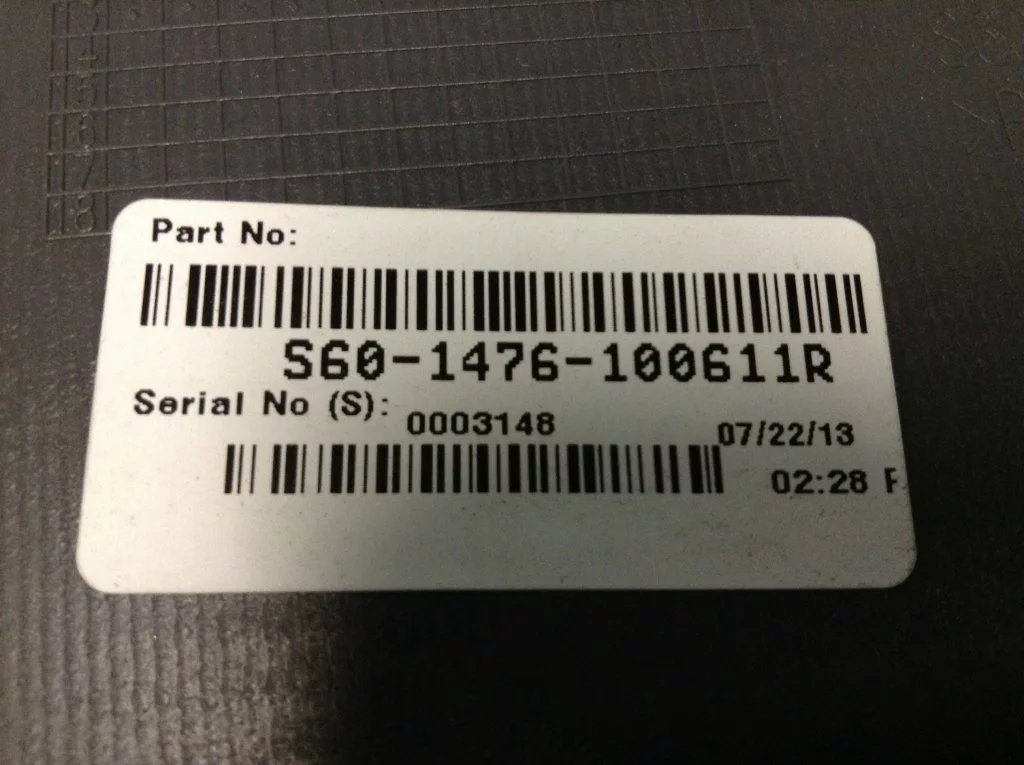 Part No:
S60-1476-100611R
Serial No (S):
0003148
07/22/13
02:28